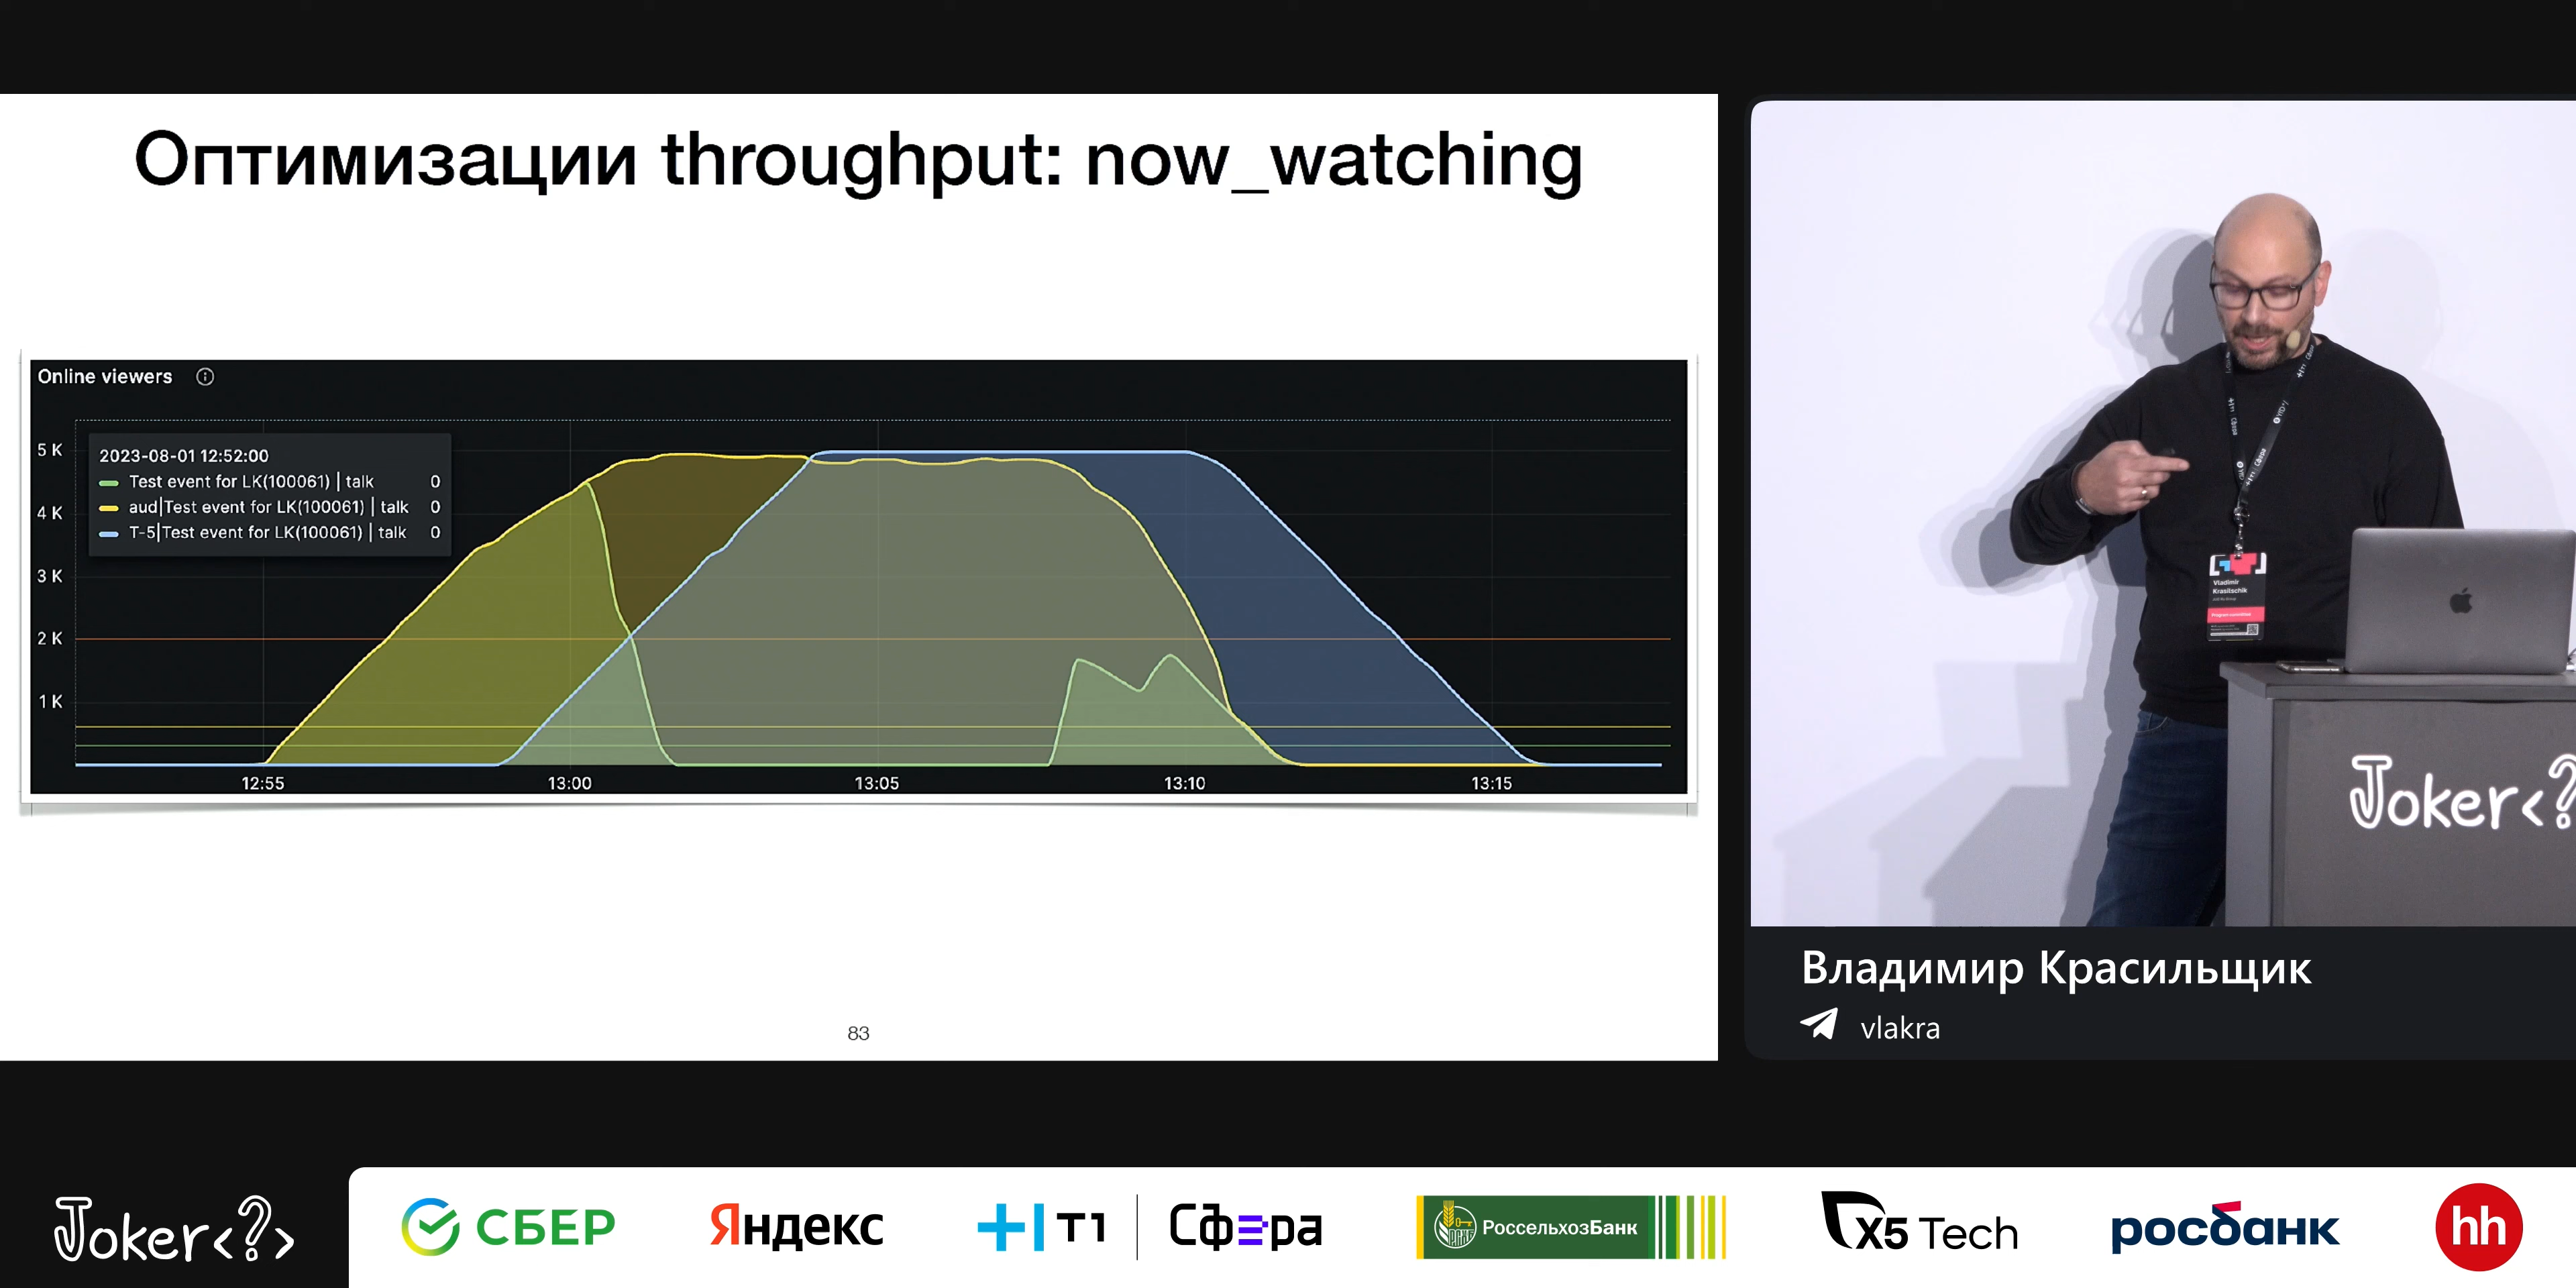 Оптимизации throughput: now_watching
Online viewers
5 K
4 K
3 K
2 K
1 K
2023-08-01 12:52:00
Test event for LK(100061) | talk 0
aud|Test event for LK(100061) | talk 0
T-5|Test event for LK(100061) | talk 0
12:55 13:00 13:05 13:10 13:15
83
Vladimir
Krasilschik
Joker<?
Владимир Красильщик
vlakra
Joker<?>
СБЕР
Яндекс
Т1
Сфера
РоссельхозБанк
X5 Tech
росбанк
hh